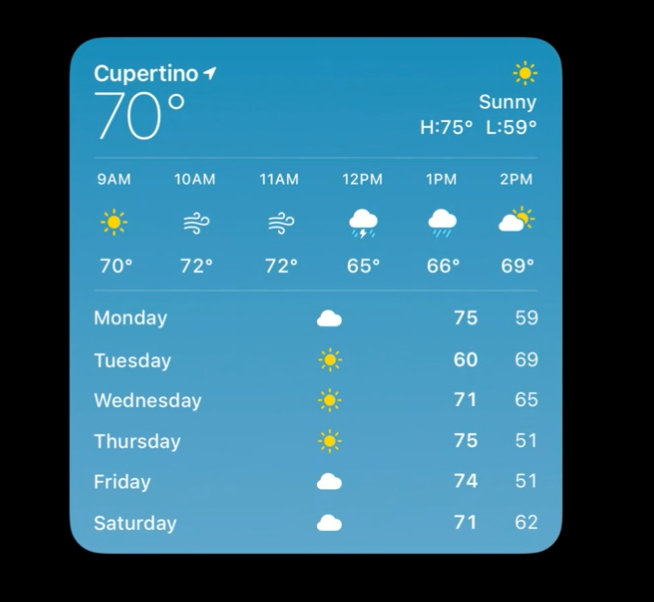 Cupertino
70°
Sunny
H:75° L:59°
9AM 10AM 11AM 12PM 1PM 2PM
70° 72° 72° 65° 66° 69°
Monday 75 59
Tuesday 60 69
Wednesday 71 65
Thursday 75 51
Friday 74 51
Saturday 71 62